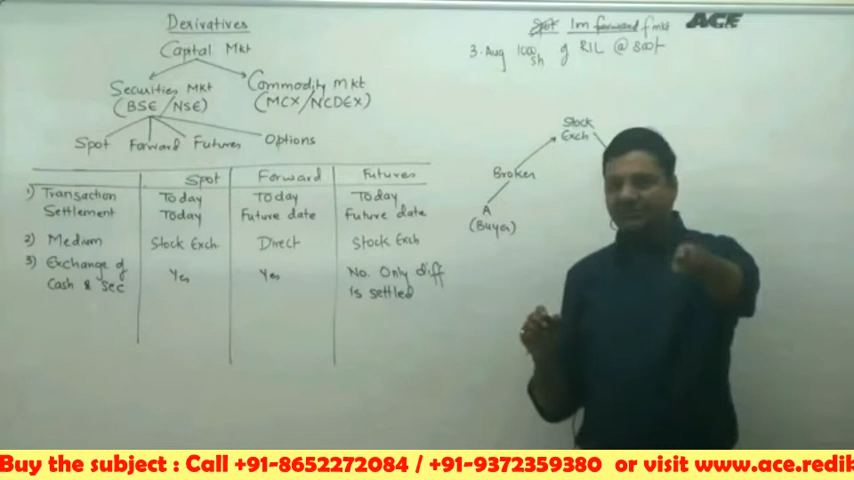 Derivatives
Capital Mkt
Securities Mkt
(BSE / NSE)
Commodity Mkt
(MCX/NCDEX)
Spot Forward Futures Options
Spot Forward Futures
1) Transaction Today Today Today
Settlement Today Future date Future date
2) Medium Stock Exch Direct Stock Exch
3) Exchange of Yes Yes No. Only diff
Cash & Sec is settled
Spot Im forward f mkt
ACE
3. Aug 1000 sh of RIL @
Stock
Exch
Broker
A
(Buyer)
Buy the subject : Call +91-8652272084 / +91-9372359380 or visit www.ace.redik